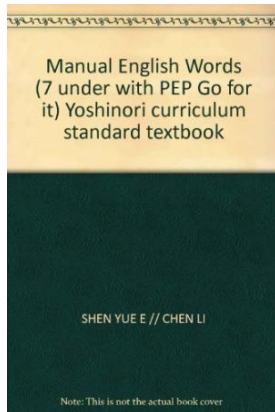 Manual English Words
(7 under with PEP Go for
it) Yoshinori curriculum
standard textbook
SHEN YUE E // CHEN LI
Note: This is not the actual book cover